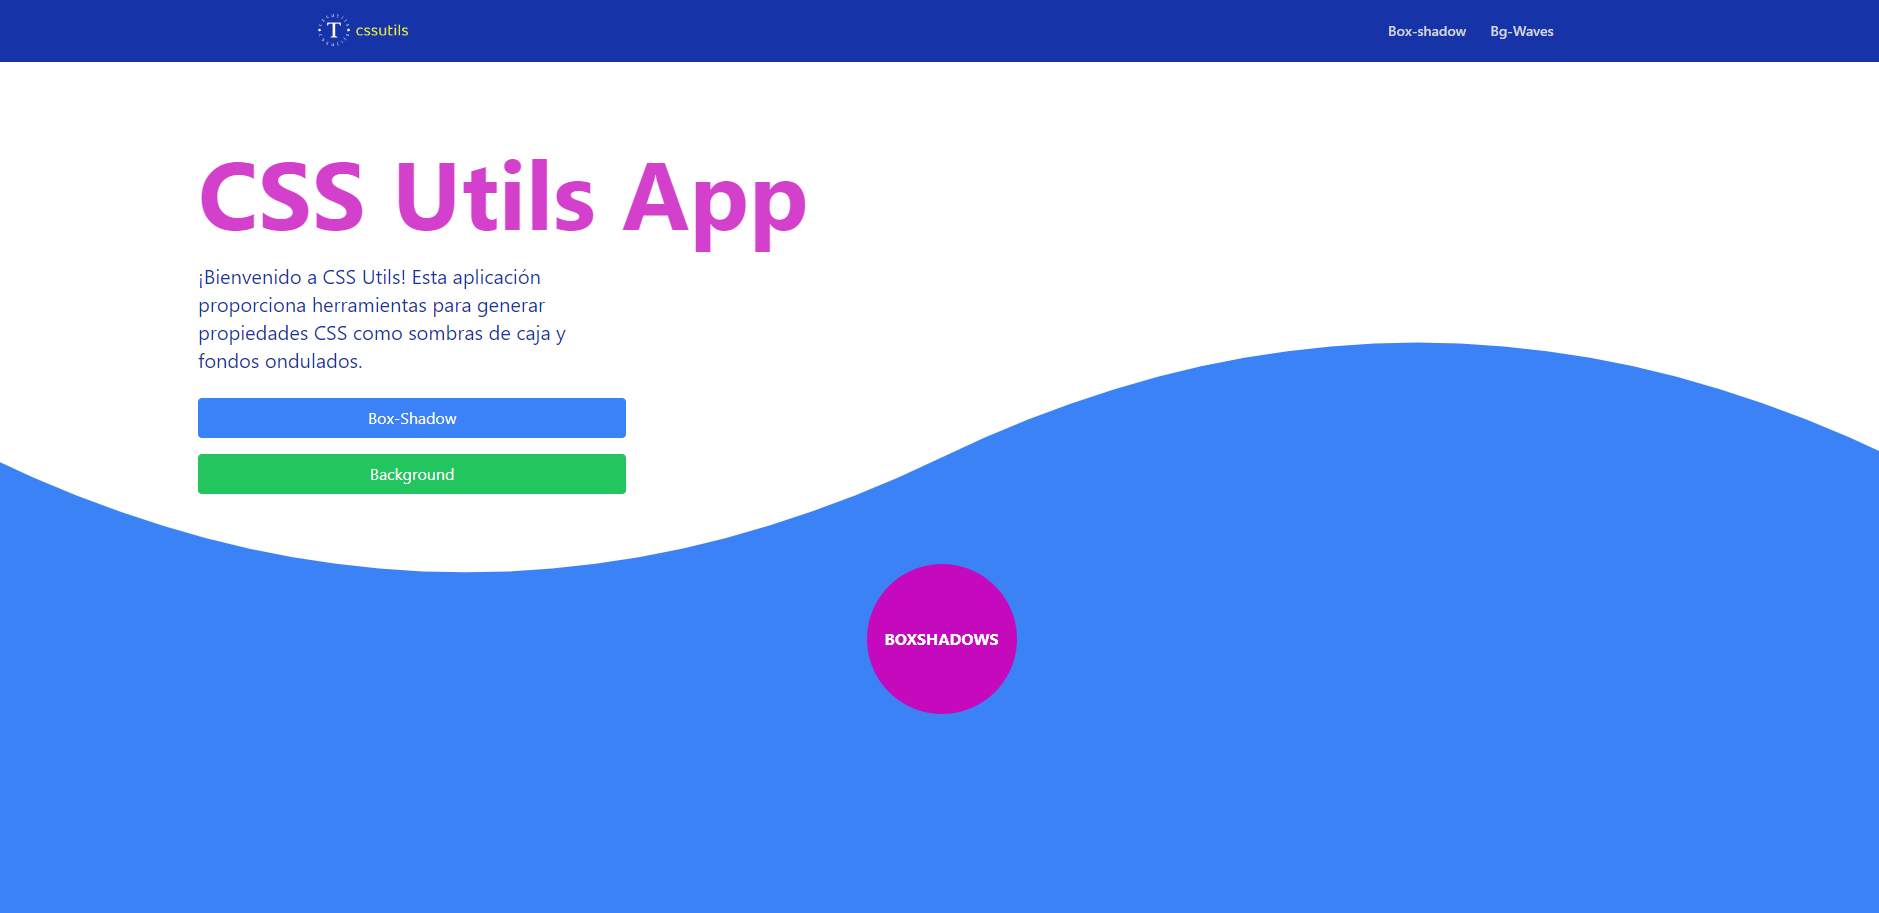 T cssutils
Box-shadow Bg-Waves
CSS Utils App
¡Bienvenido a CSS Utils! Esta aplicación
proporciona herramientas para generar
propiedades CSS como sombras de caja y
fondos ondulados.
Box-Shadow
Background
BOXSHADOWS